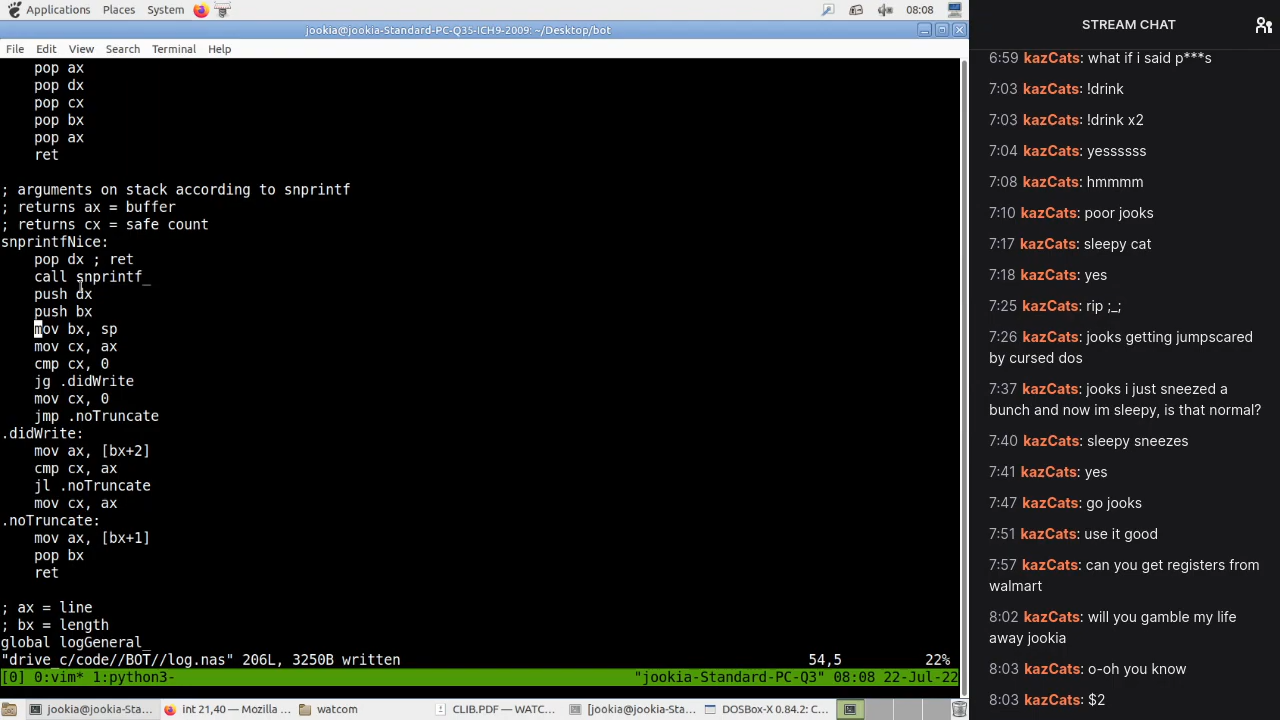 Applications Places System 08:08
jookia@jookia-Standard-PC-Q35-ICH9-2009: ~/Desktop/bot
File Edit View Search Terminal Help
pop ax
pop dx
pop cx
pop bx
pop ax
ret
; arguments on stack according to snprintf
; returns ax = buffer
; returns cx = safe count
snprintfNice:
pop dx ; ret
call snprintf_
push dx
push bx
mov bx, sp
mov cx, ax
cmp cx, 0
jg .didWrite
mov cx, 0
jmp .noTruncate
.didWrite:
mov ax, [bx+2]
cmp cx, ax
jl .noTruncate
mov cx, ax
.noTruncate:
mov ax, [bx+1]
pop bx
ret
; ax = line
; bx = length
global logGeneral_
"drive_c/code//BOT//log.nas" 206L, 3250B written 54,5 22%
[0] 0:vim* 1:python3- "jookia-Standard-PC-Q3" 08:08 22-Jul-22
jookia@jookia-Sta... int 21,40 — Mozilla ... watcom CLIB.PDF — WATC... [jookia@jookia-Sta... DOSBox-X 0.84.2: C...
STREAM CHAT
6:59 kazCats: what if i said p***s
7:03 kazCats: !drink
7:03 kazCats: !drink x2
7:04 kazCats: yessssss
7:08 kazCats: hmmmm
7:10 kazCats: poor jooks
7:17 kazCats: sleepy cat
7:18 kazCats: yes
7:25 kazCats: rip ;_;
7:26 kazCats: jooks getting jumpscared
by cursed dos
7:37 kazCats: jooks i just sneezed a
bunch and now im sleepy, is that normal?
7:40 kazCats: sleepy sneezes
7:41 kazCats: yes
7:47 kazCats: go jooks
7:51 kazCats: use it good
7:57 kazCats: can you get registers from
walmart
8:02 kazCats: will you gamble my life
away jookia
8:03 kazCats: o-oh you know
8:03 kazCats: $2